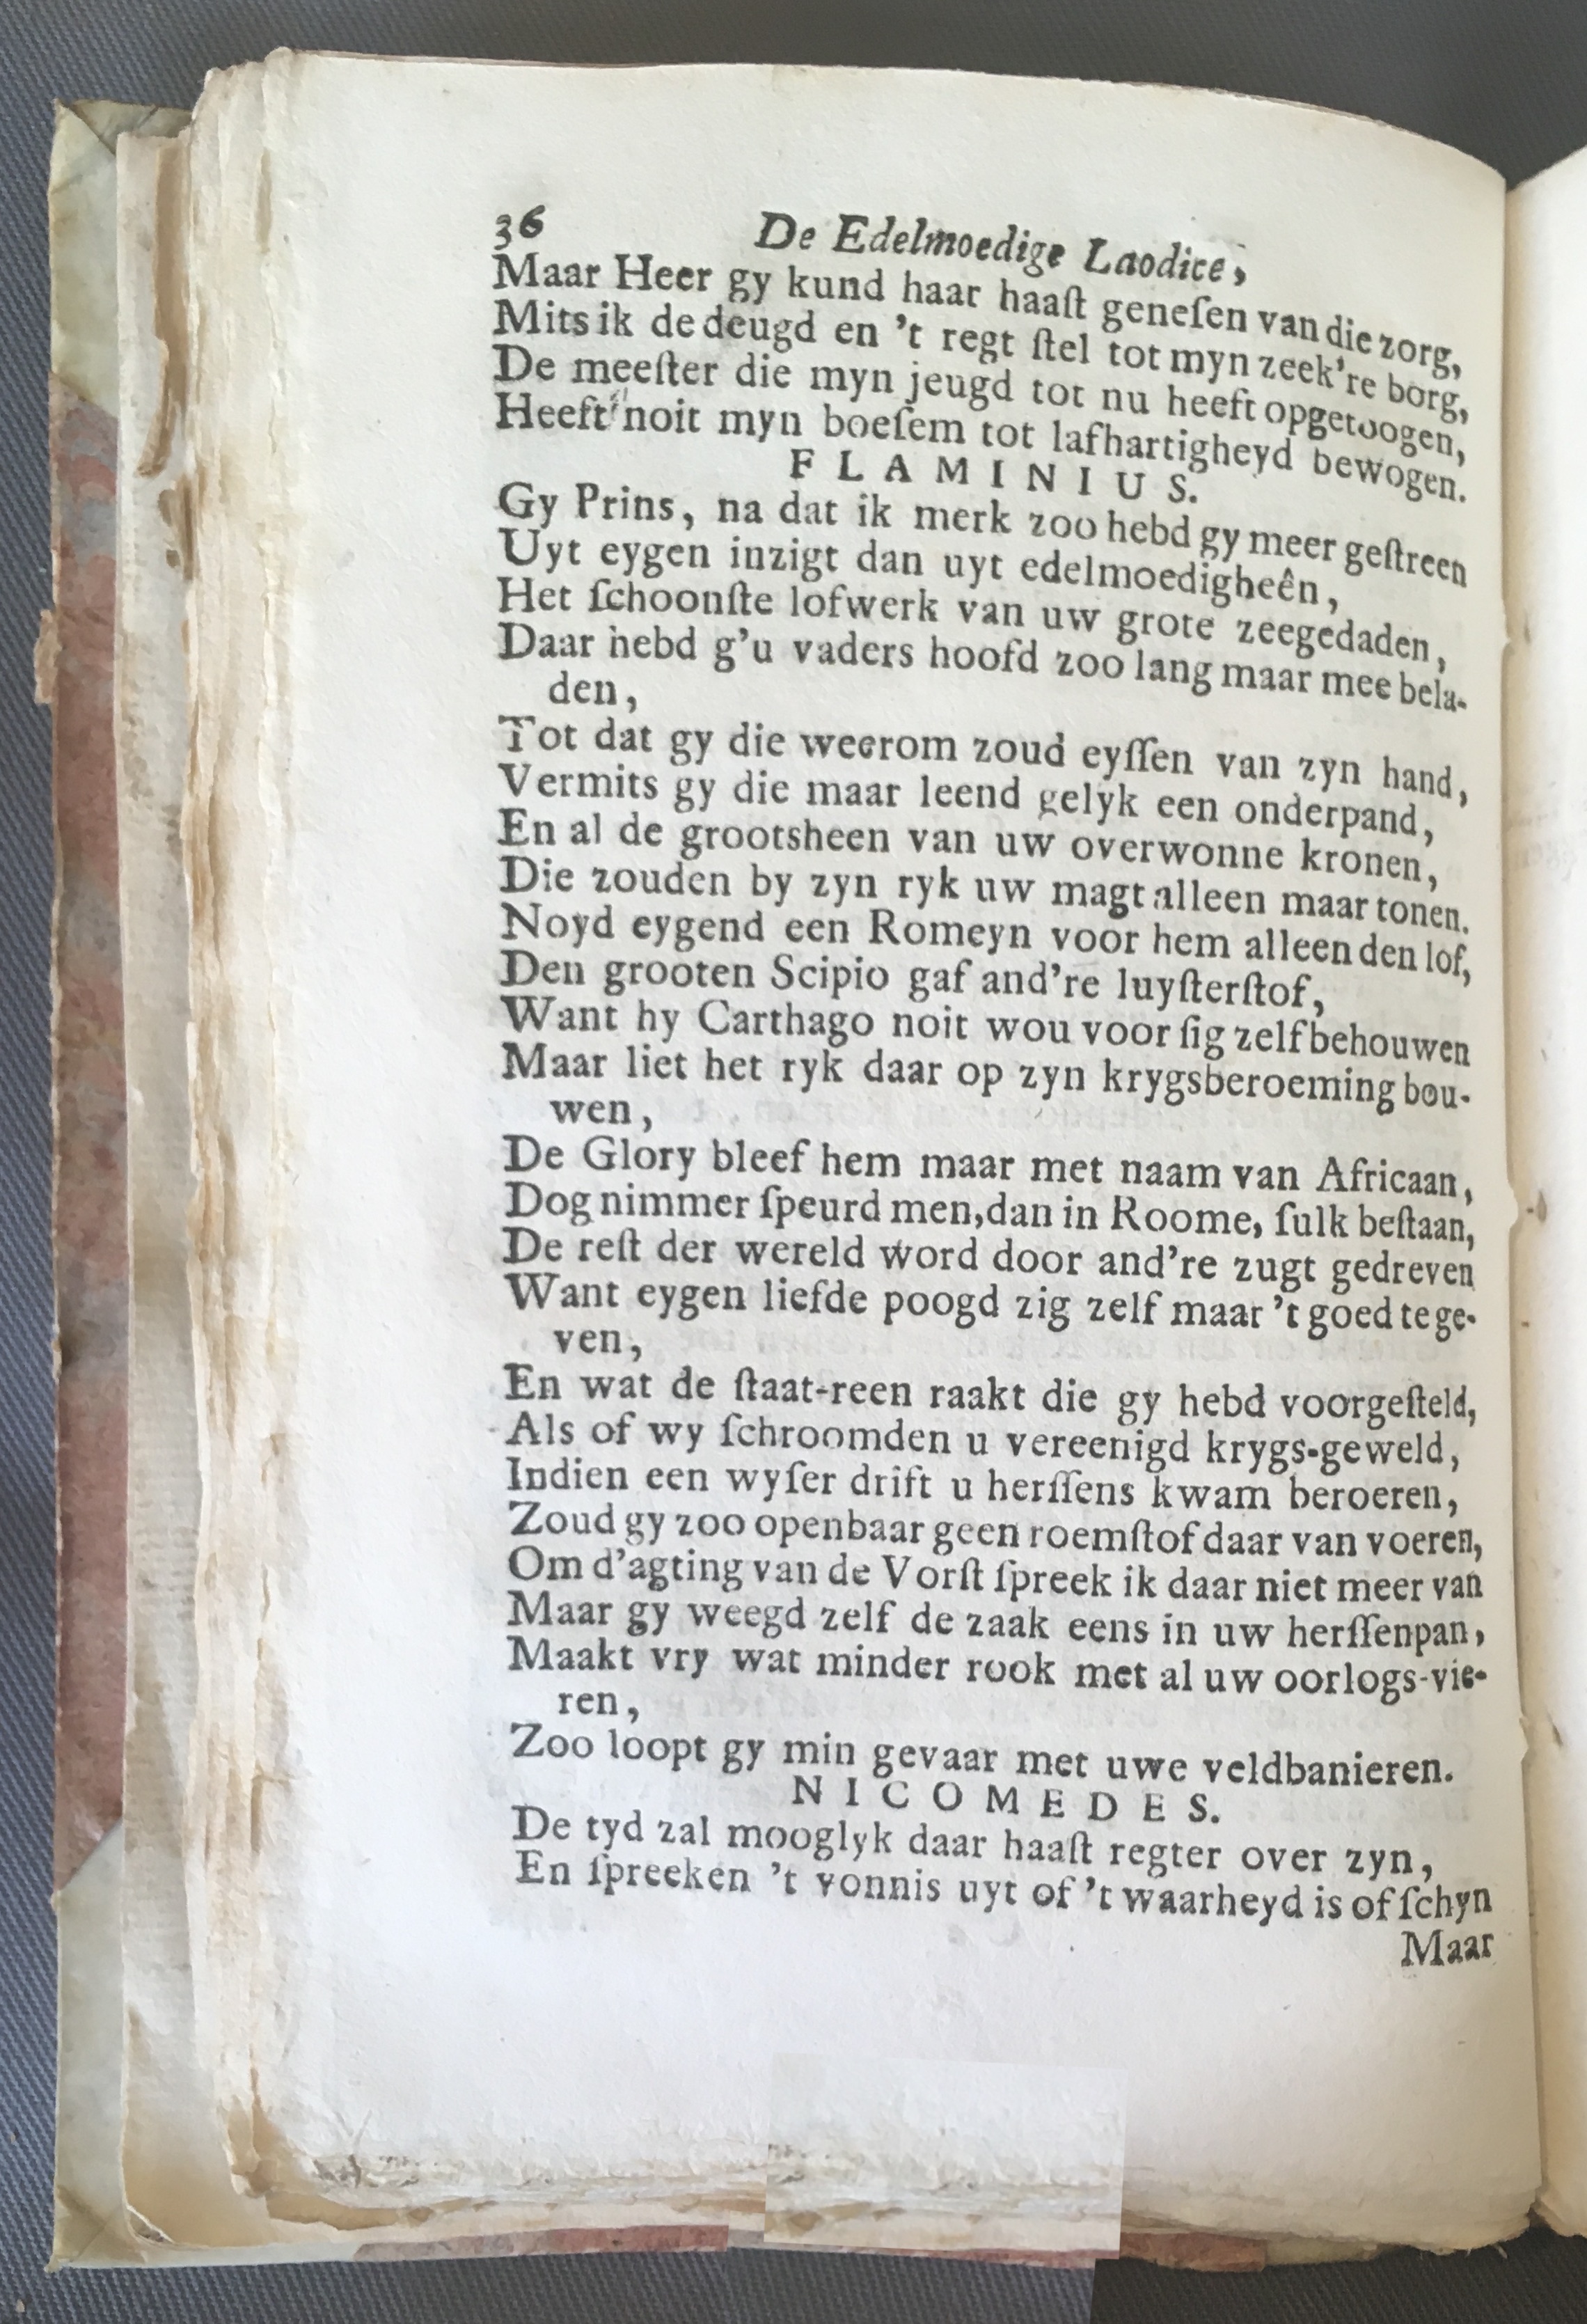 36 De Edelmoedige Laodice,
Maar Heer gy kund haar haaſt geneſen van die zorg,
Mits ik de deugd en 't regt ſtel tot myn zeek're borg,
De meeſter die myn jeugd tot nu heeft opgetoogen,
Heeft noit myn boeſem tot lafhartigheyd bewogen.
FLAMINIUS.
Gy Prins, na dat ik merk zoo hebd gy meer geſtreen
Uyt eygen inzigt dan uyt edelmoedigheên,
Het ſchoonſte lofwerk van uw grote zeegedaden,
Daar hebd g'u vaders hoofd zoo lang maar mee bela-
den,
Tot dat gy die weerom zoud eyſſen van zyn hand,
Vermits gy die maar leend gelyk een onderpand,
En al de grootsheen van uw overwonne kronen,
Die zouden by zyn ryk uw magt alleen maar tonen.
Noyd eygend een Romeyn voor hem alleen den lof,
Den grooten Scipio gaf and're luyſterſtof,
Want hy Carthago noit wou voor ſig zelf behouwen
Maar liet het ryk daar op zyn krygsberoeming bou-
wen,
De Glory bleef hem maar met naam van Africaan,
Dog nimmer ſpeurd men, dan in Roome, ſulk beſtaan,
De reſt der wereld word door and're zugt gedreven
Want eygen liefde poogd zig zelf maar 't goed te ge-
ven,
En wat de ſtaat-reen raakt die gy hebd voorgeſteld,
Als of wy ſchroomden u vereenigd krygs-geweld,
Indien een wyſer drift u herſſens kwam beroeren,
Zoud gy zoo openbaar geen roemſtof daar van voeren,
Om d'agting van de Vorſt ſpreek ik daar niet meer van
Maar gy weegd zelf de zaak eens in uw herſſenpan,
Maakt vry wat minder rook met al uw oorlogs-vie-
ren,
Zoo loopt gy min gevaar met uwe veldbanieren.
NICOMEDES.
De tyd zal mooglyk daar haaſt regter over zyn,
En ſpreeken 't vonnis uyt of 't waarheyd is of ſchyn
Maar